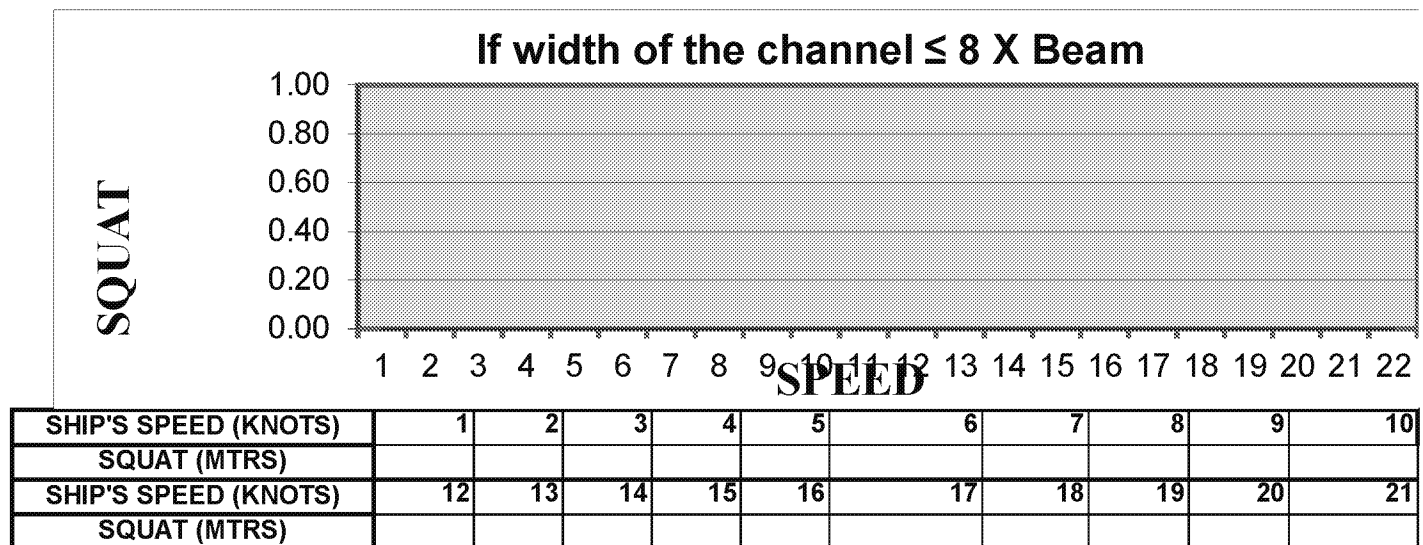 If width of the channel ≤ 8 X Beam
1.00
0.80
0.60
0.40
0.20
0.00
SQUAT
1 2 3 4 5 6 7 8 9 10 11 12 13 14 15 16 17 18 19 20 21 22
SPEED
SHIP'S SPEED (KNOTS) 1 2 3 4 5 6 7 8 9 10
SQUAT (MTRS)
SHIP'S SPEED (KNOTS) 12 13 14 15 16 17 18 19 20 21
SQUAT (MTRS)